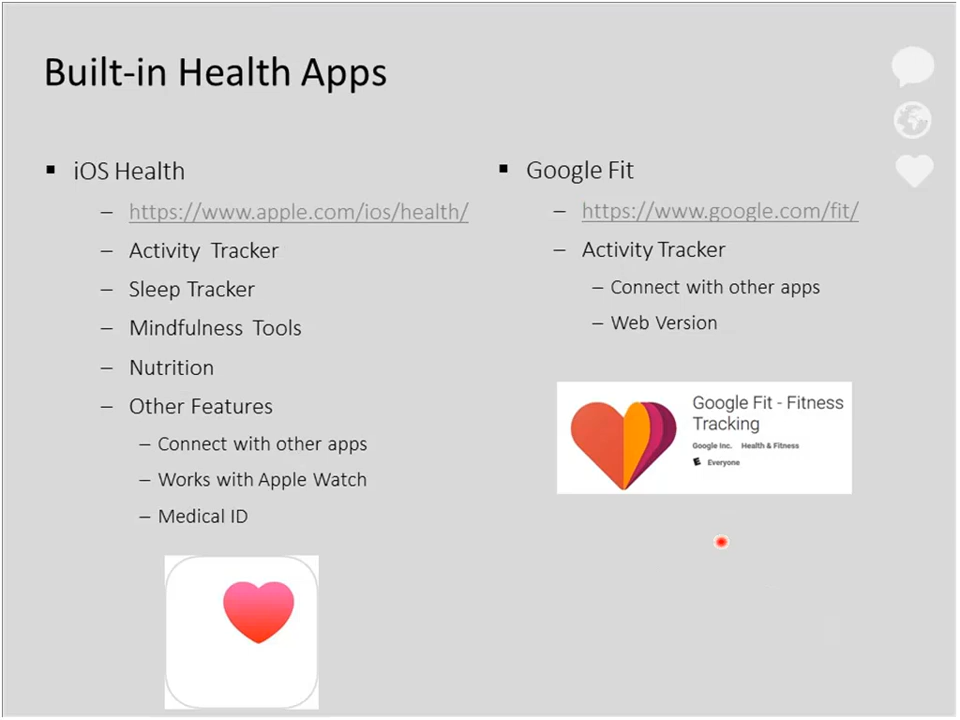 Built-in Health Apps
▪ iOS Health
– https://www.apple.com/ios/health/
– Activity Tracker
– Sleep Tracker
– Mindfulness Tools
– Nutrition
– Other Features
– Connect with other apps
– Works with Apple Watch
– Medical ID
▪ Google Fit
– https://www.google.com/fit/
– Activity Tracker
– Connect with other apps
– Web Version
Google Fit - Fitness
Tracking
Google Inc. Health & Fitness
E Everyone